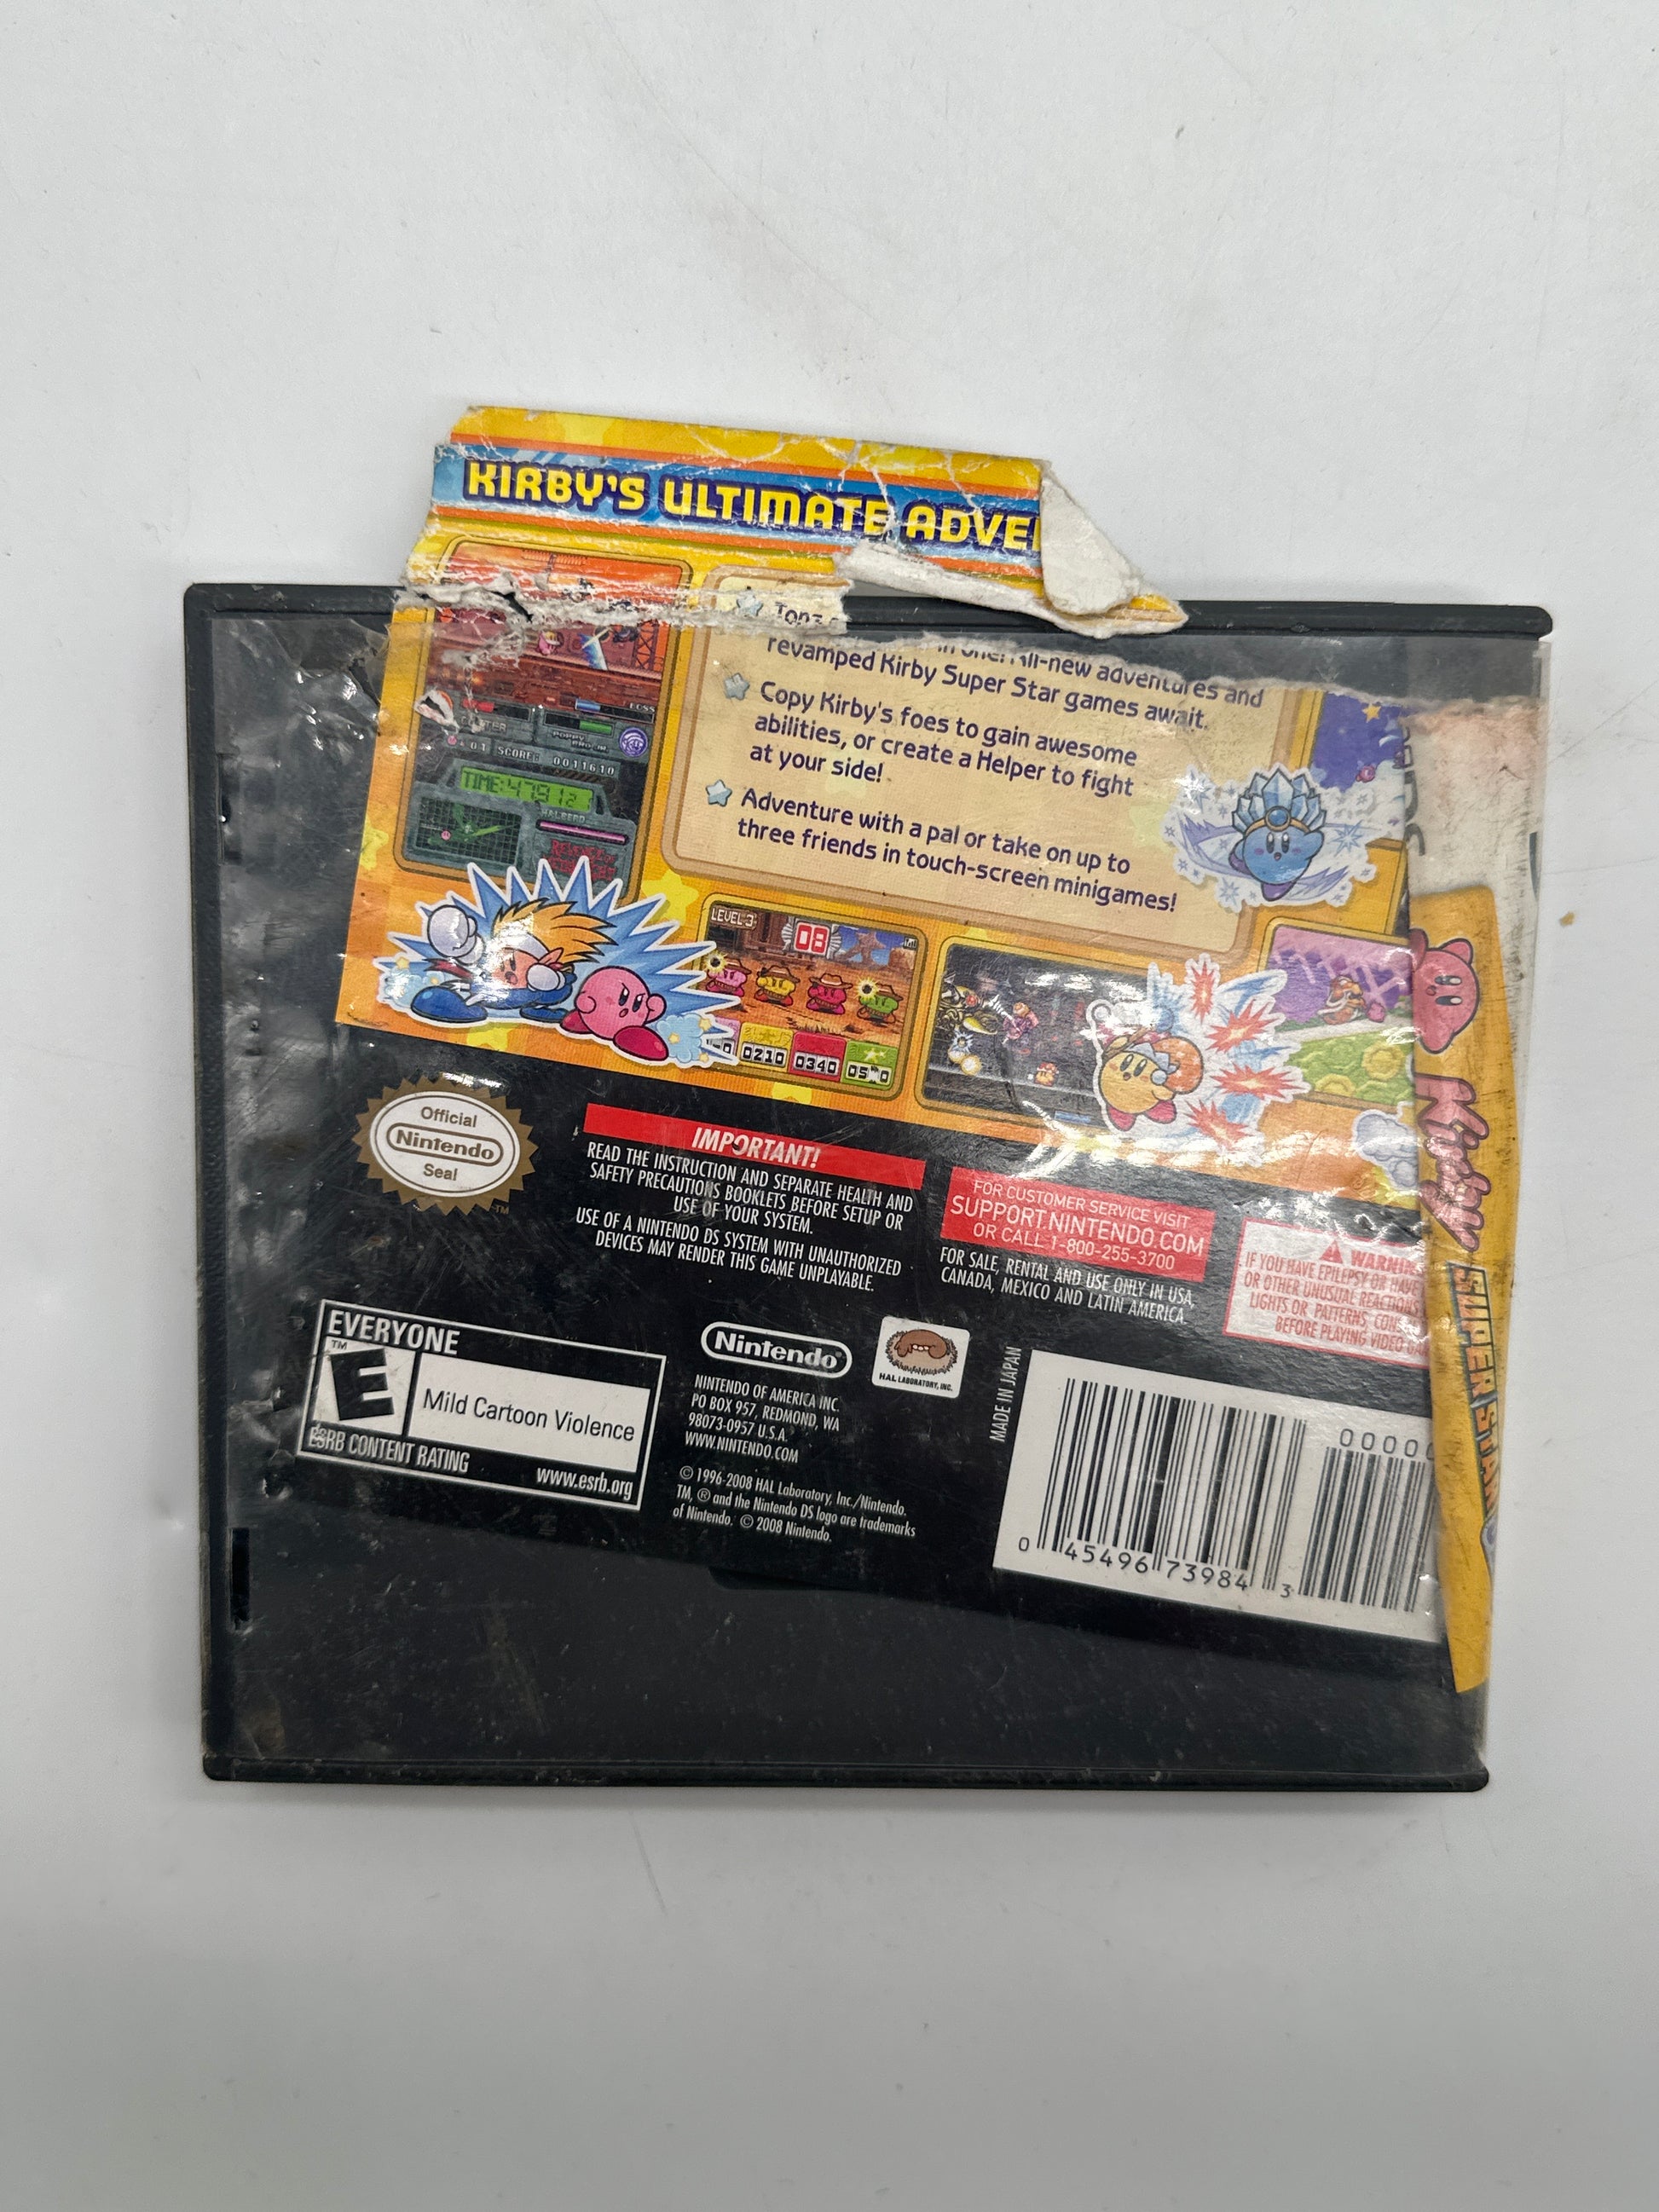 KIRBY'S ULTIMATE ADVE
revamped Kirby Super Star games await.
Copy Kirby's foes to gain awesome
abilities, or create a Helper to fight
at your side!
Adventure with a pal or take on up to
three friends in touch-screen minigames!
SCORE: 0011610
HALBERD
LEVEL 3
08
0210 0340
Official
Nintendo
Seal
TM
IMPORTANT!
READ THE INSTRUCTION AND SEPARATE HEALTH AND
SAFETY PRECAUTIONS BOOKLETS BEFORE SETUP OR
USE OF YOUR SYSTEM.
USE OF A NINTENDO DS SYSTEM WITH UNAUTHORIZED
DEVICES MAY RENDER THIS GAME UNPLAYABLE.
FOR CUSTOMER SERVICE VISIT
SUPPORT.NINTENDO.COM
OR CALL 1-800-255-3700
FOR SALE, RENTAL AND USE ONLY IN USA,
CANADA, MEXICO AND LATIN AMERICA.
WARNIN
IF YOU HAVE EPILEPSY OR HAVE
OR OTHER UNUSUAL REACTIONS
LIGHTS OR PATTERNS, CON
BEFORE PLAYING VIDEO GA
Kirby SUPER STAR
EVERYONE
TM
E
Mild Cartoon Violence
ESRB CONTENT RATING
www.esrb.org
Nintendo®
HAL LABORATORY, INC.
NINTENDO OF AMERICA INC.
PO BOX 957, REDMOND, WA
98073-0957 U.S.A.
WWW.NINTENDO.COM
© 1996-2008 HAL Laboratory, Inc./Nintendo.
TM, ® and the Nintendo DS logo are trademarks
of Nintendo. © 2008 Nintendo.
MADE IN JAPAN
0000
0 45496 73984 3